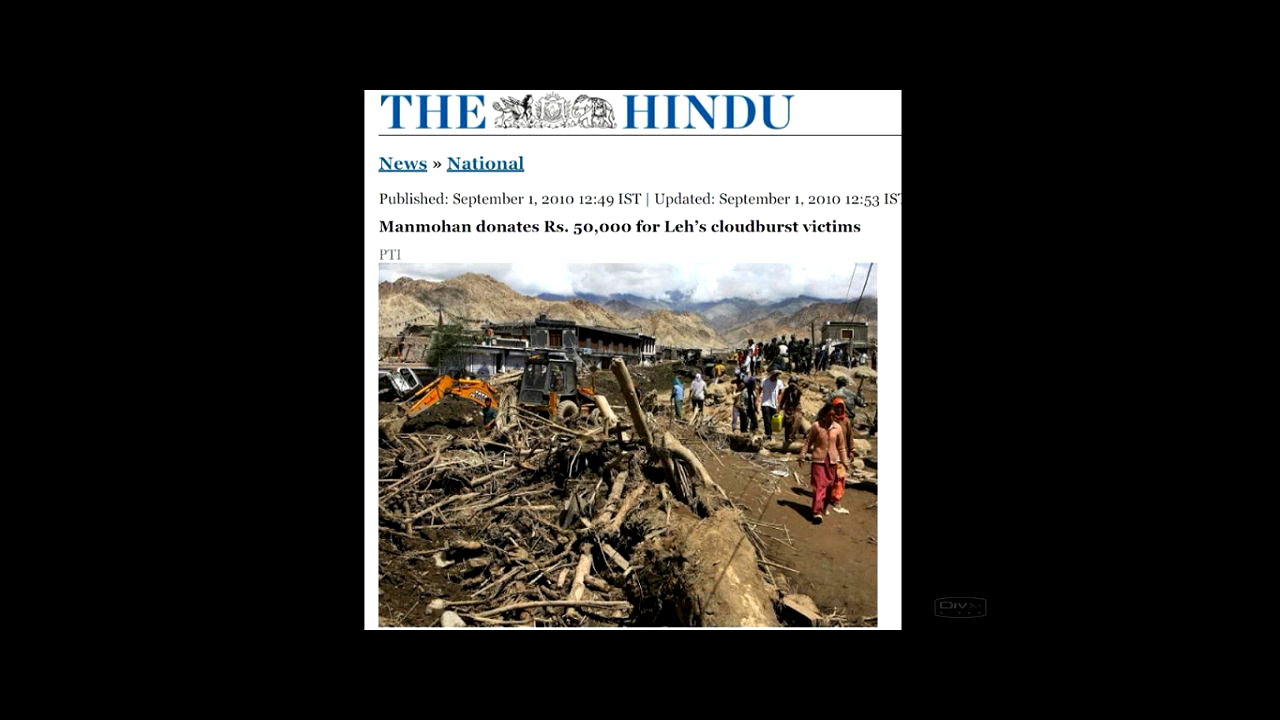 THE HINDU
News » National
Published: September 1, 2010 12:49 IST | Updated: September 1, 2010 12:53 IST
Manmohan donates Rs. 50,000 for Leh's cloudburst victims
PTI
DivX